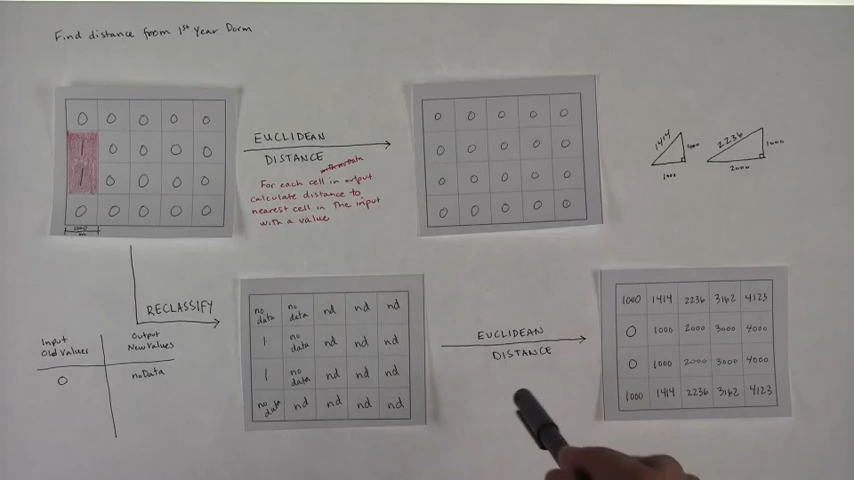 Find distance from 1st Year Dorm
0 0 0 0 0
1 0 0 0 0
1 0 0 0 0
0 0 0 0 0
1000
m
EUCLIDEAN
DISTANCE
For each cell in output
calculate distance to
nearest cell in the input
with a value
0 0 0 0 0
0 0 0 0 0
0 0 0 0 0
0 0 0 0 0
1414
1000
1000
2236
1000
2000
RECLASSIFY
Input
Old Values
Output
New Values
0
noData
no data no data nd nd nd
1 no data nd nd nd
1 no data nd nd nd
no data nd nd nd nd
EUCLIDEAN
DISTANCE
1000 1414 2236 3162 4123
0 1000 2000 3000 4000
0 1000 2000 3000 4000
1000 1414 2236 3162 4123